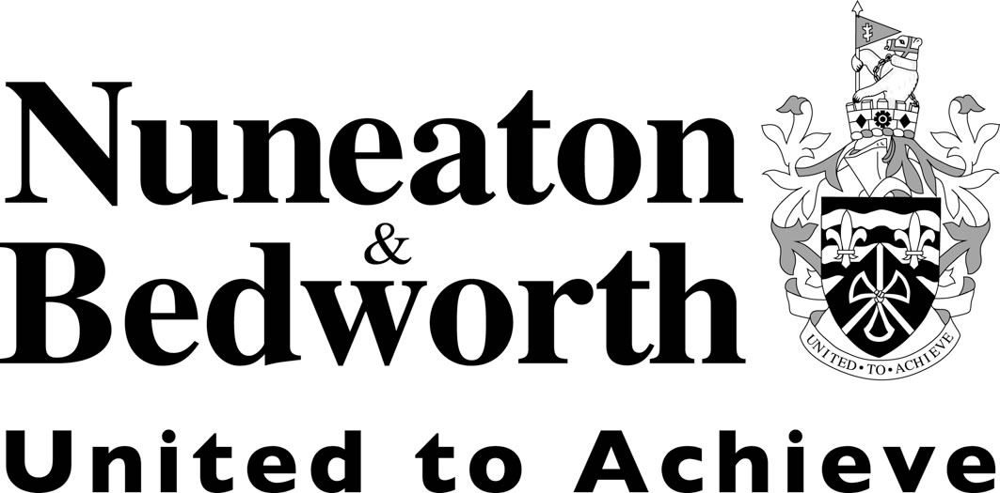 Nuneaton
&
Bedworth
UNITED • TO • ACHIEVE
United to Achieve